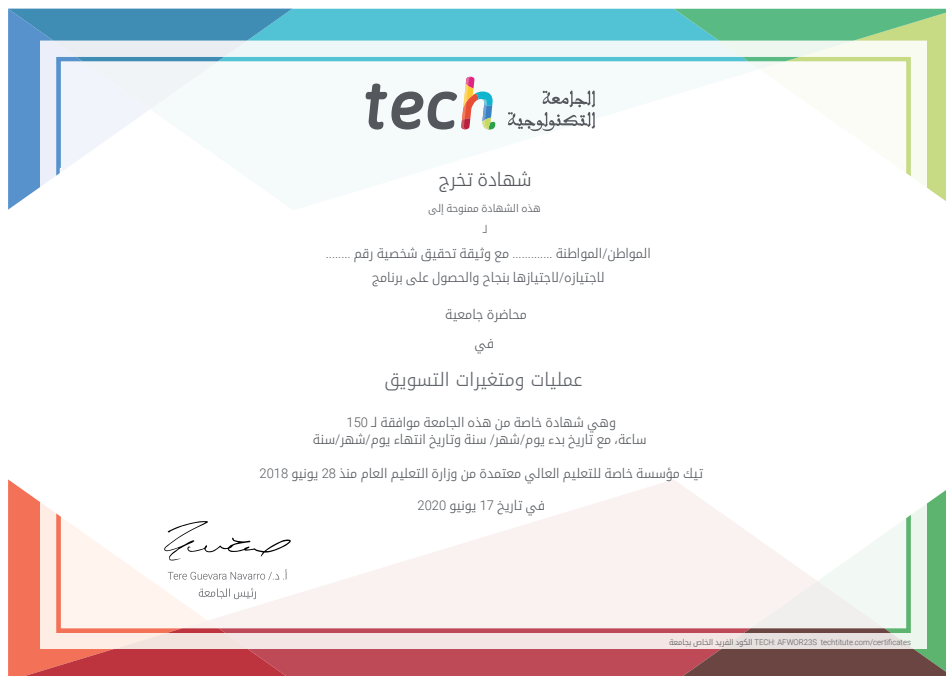 tech الجامعة
التكنولوجية
شهادة تخرج
هذه الشهادة ممنوحة إلى
لـ
المواطن/المواطنة ............ مع وثيقة تحقيق شخصية رقم ........
لاجتيازه/لاجتيازها بنجاح والحصول على برنامج
محاضرة جامعية
في
عمليات ومتغيرات التسويق
وهي شهادة خاصة من هذه الجامعة موافقة لـ 150
ساعة، مع تاريخ بدء يوم/شهر/ سنة وتاريخ انتهاء يوم/شهر/سنة
تيك مؤسسة خاصة للتعليم العالي معتمدة من وزارة التعليم العام منذ 28 يونيو 2018
في تاريخ 17 يونيو 2020
أ. د./ Tere Guevara Navarro
رئيس الجامعة
الكود الفريد الخاص بجامعة TECH: AFWOR23S techtitute.com/certificates